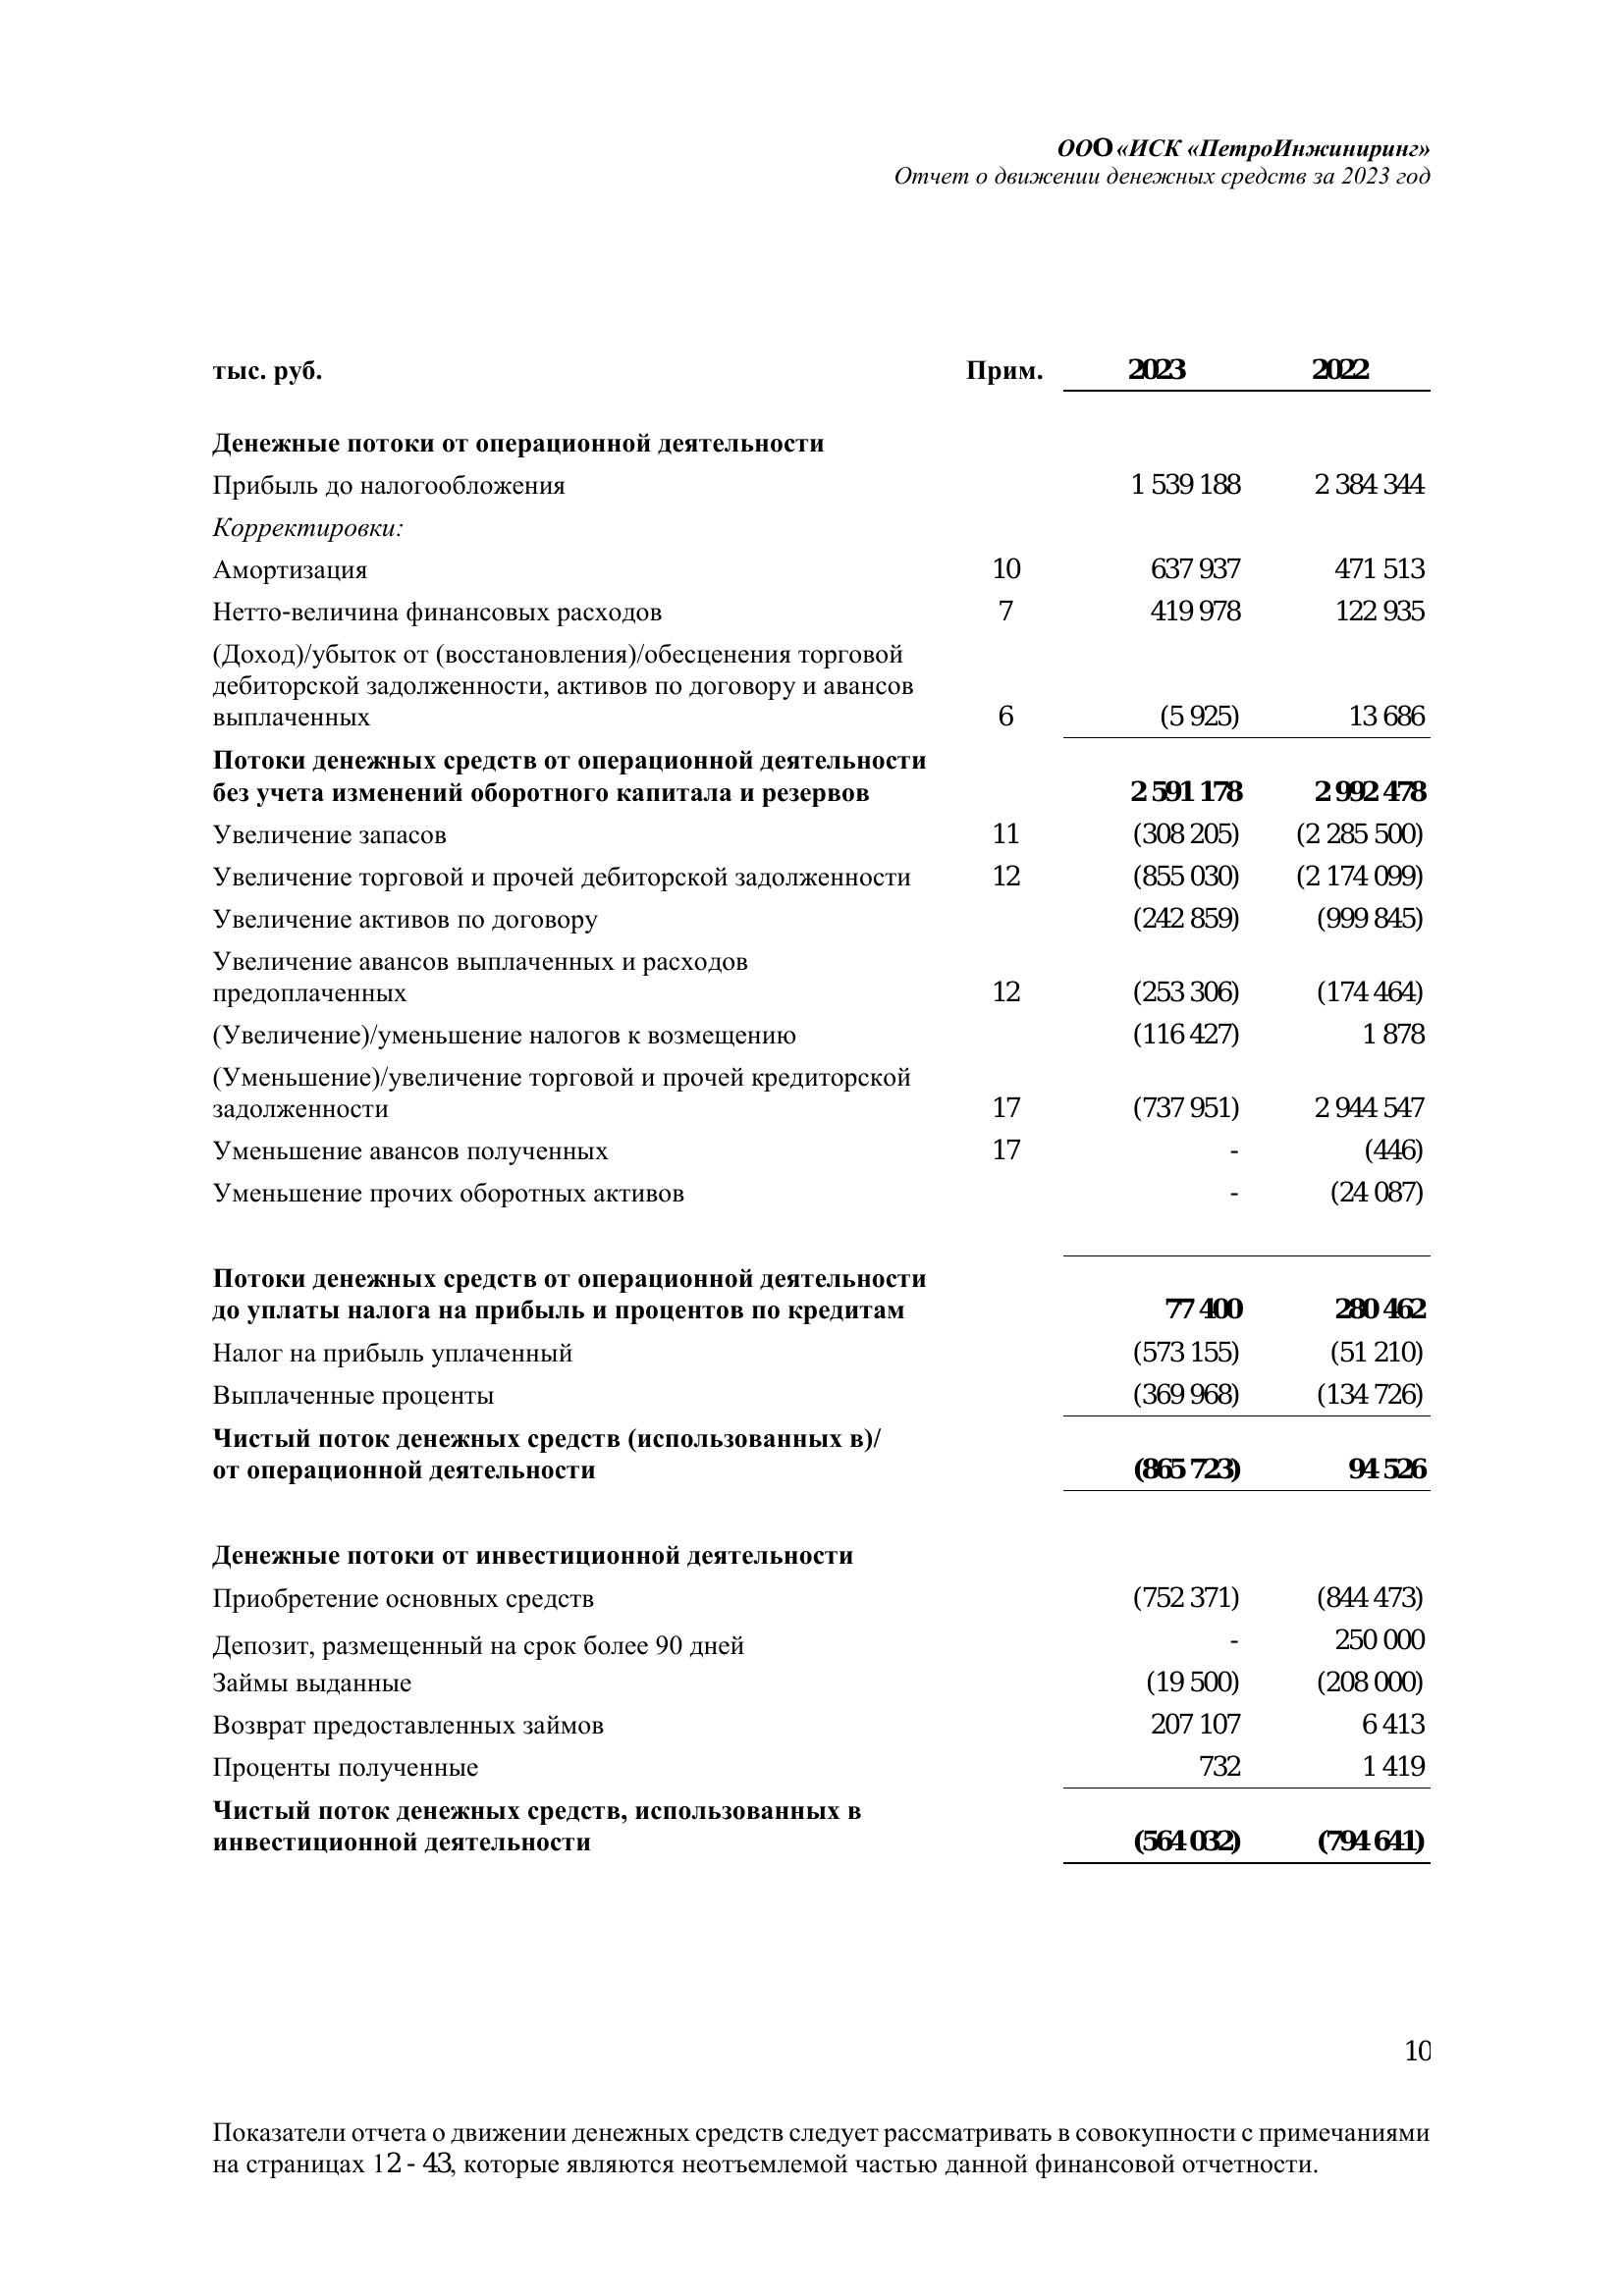 ООО «ИСК «ПетроИнжиниринг»
Отчет о движении денежных средств за 2023 год
тыс. руб. Прим. 2023 2022
Денежные потоки от операционной деятельности
Прибыль до налогообложения 1 539 188 2 384 344
Корректировки:
Амортизация 10 637 937 471 513
Нетто-величина финансовых расходов 7 419 978 122 935
(Доход)/убыток от (восстановления)/обесценения торговой
дебиторской задолженности, активов по договору и авансов
выплаченных 6 (5 925) 13 686
Потоки денежных средств от операционной деятельности
без учета изменений оборотного капитала и резервов 2 591 178 2 992 478
Увеличение запасов 11 (308 205) (2 285 500)
Увеличение торговой и прочей дебиторской задолженности 12 (855 030) (2 174 099)
Увеличение активов по договору (242 859) (999 845)
Увеличение авансов выплаченных и расходов
предоплаченных 12 (253 306) (174 464)
(Увеличение)/уменьшение налогов к возмещению (116 427) 1 878
(Уменьшение)/увеличение торговой и прочей кредиторской
задолженности 17 (737 951) 2 944 547
Уменьшение авансов полученных 17 - (446)
Уменьшение прочих оборотных активов - (24 087)
Потоки денежных средств от операционной деятельности
до уплаты налога на прибыль и процентов по кредитам 77 400 280 462
Налог на прибыль уплаченный (573 155) (51 210)
Выплаченные проценты (369 968) (134 726)
Чистый поток денежных средств (использованных в)/
от операционной деятельности (865 723) 94 526
Денежные потоки от инвестиционной деятельности
Приобретение основных средств (752 371) (844 473)
Депозит, размещенный на срок более 90 дней - 250 000
Займы выданные (19 500) (208 000)
Возврат предоставленных займов 207 107 6 413
Проценты полученные 732 1 419
Чистый поток денежных средств, использованных в
инвестиционной деятельности (564 032) (794 641)
10
Показатели отчета о движении денежных средств следует рассматривать в совокупности с примечаниями
на страницах 12 - 43, которые являются неотъемлемой частью данной финансовой отчетности.